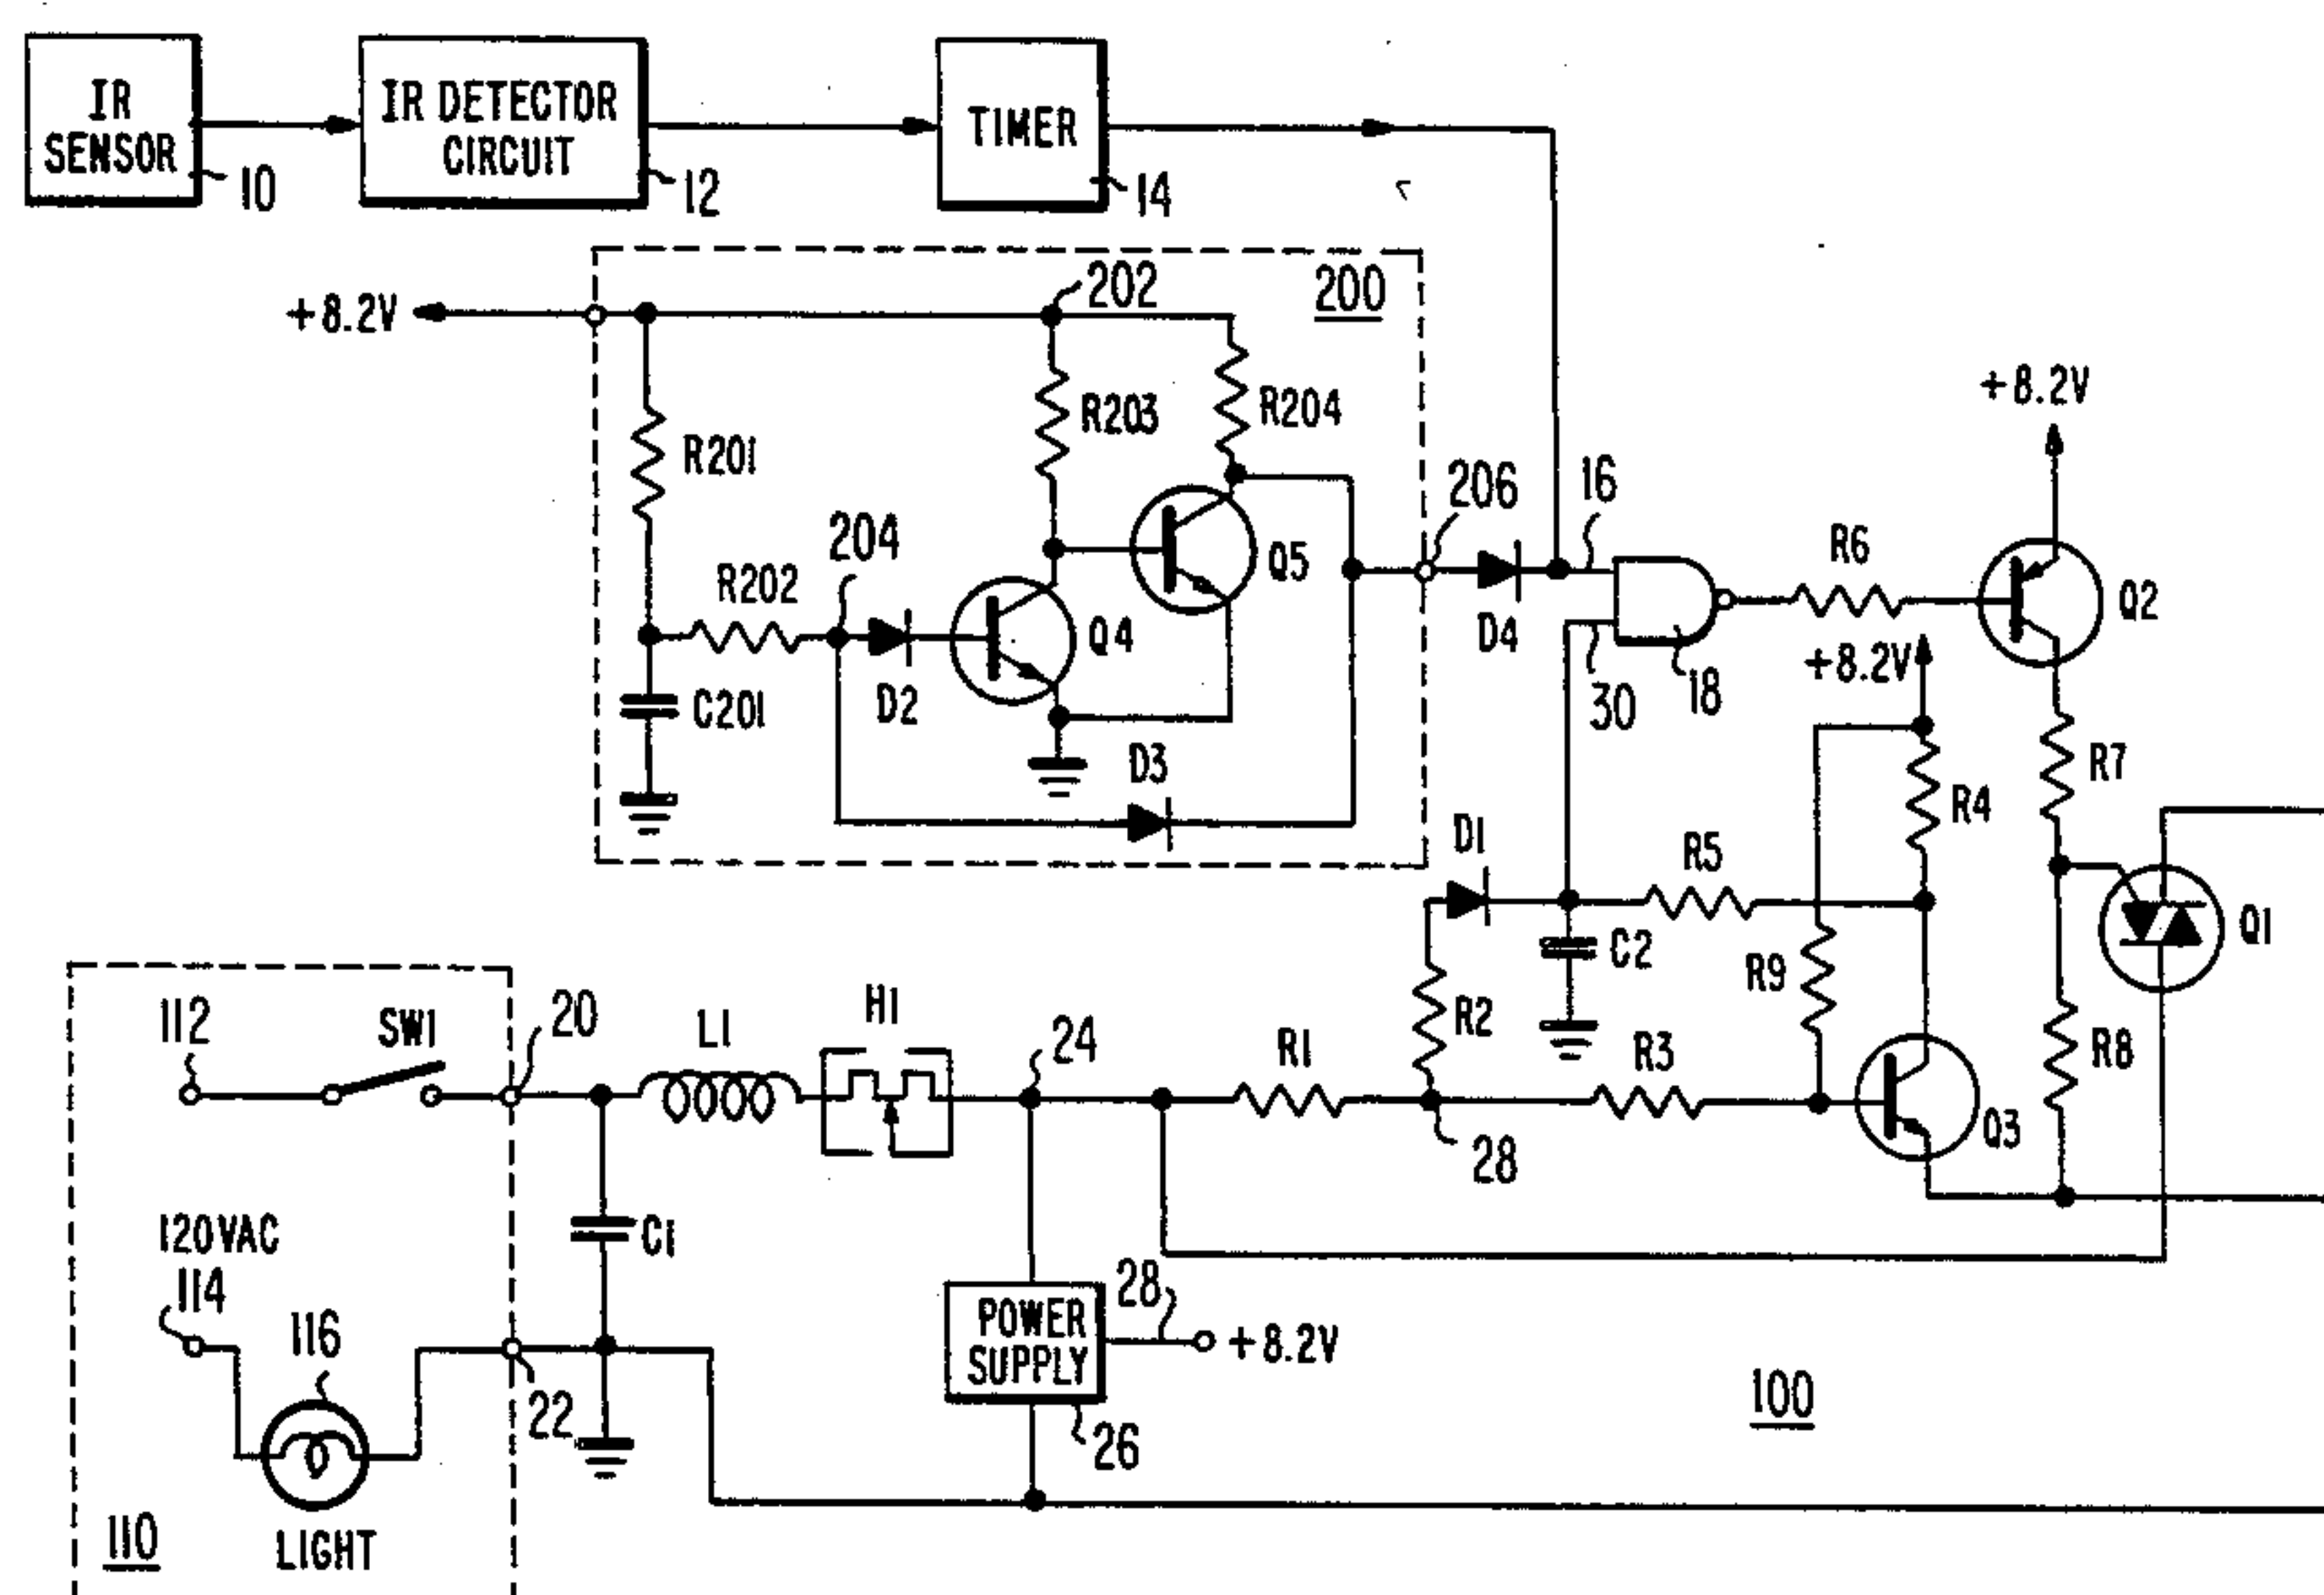 IR
SENSOR
10
IR DETECTOR
CIRCUIT
12
TIMER
14
+8.2V
202
200
R201
R203
R204
+8.2V
204
206
16
R202
Q5
R6
Q2
D2
Q4
D4
C201
30
18
+8.2V
D3
R7
R4
D1
R5
Q1
C2
R9
112
SW1
20
L1
H1
24
R1
R2
R3
R8
28
Q3
120VAC
114
C1
116
POWER
SUPPLY
28
+8.2V
22
26
100
110
LIGHT